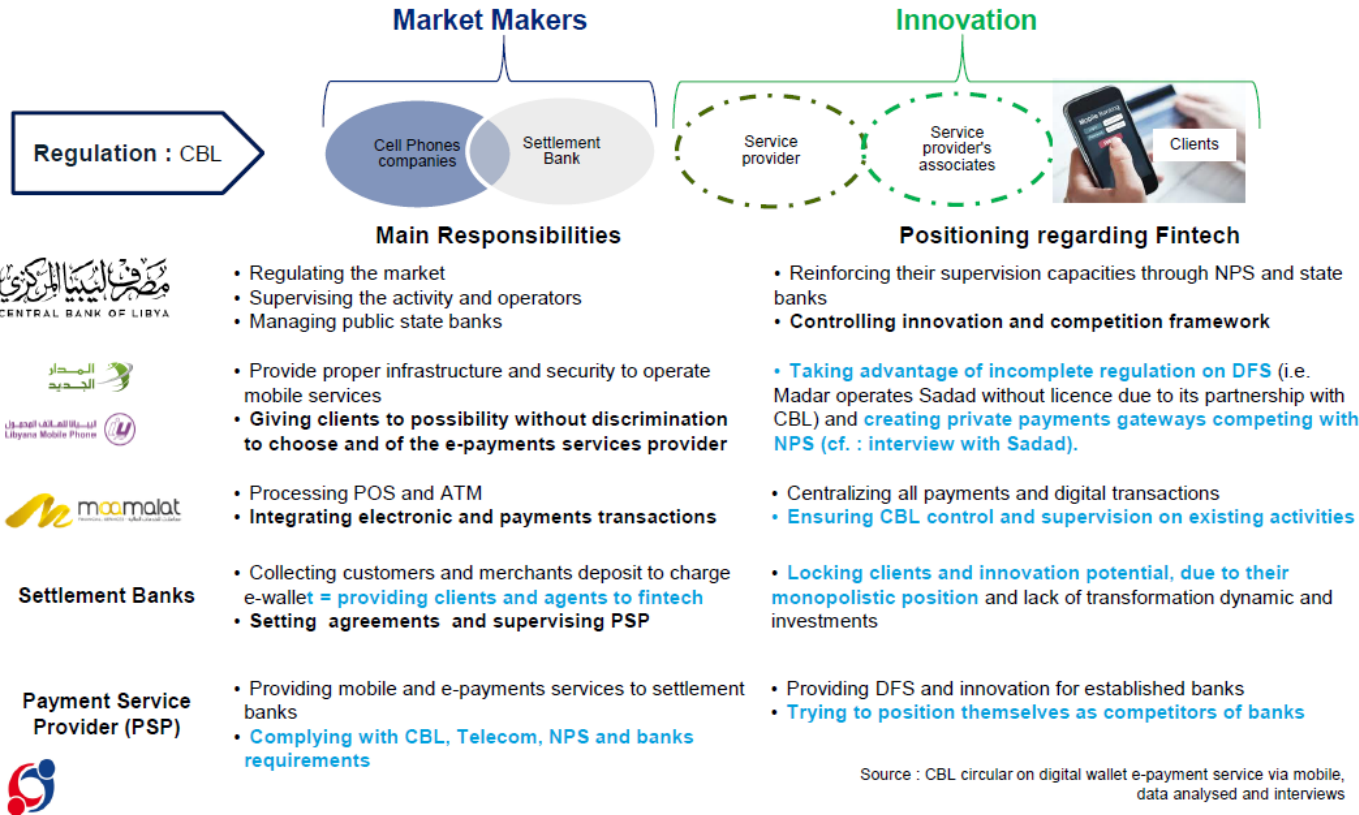 Market Makers
Innovation
Regulation : CBL
Cell Phones
companies
Settlement
Bank
Service
provider
Service
provider's
associates
Mobile Banking
Clients
Main Responsibilities
Positioning regarding Fintech
مصرف ليبيا المركزي
CENTRAL BANK OF LIBYA
• Regulating the market
• Supervising the activity and operators
• Managing public state banks
• Reinforcing their supervision capacities through NPS and state
banks
• Controlling innovation and competition framework
المدار
الجديد
ليبيانا للهاتف المحمول
Libyana Mobile Phone
• Provide proper infrastructure and security to operate
mobile services
• Giving clients to possibility without discrimination
to choose and of the e-payments services provider
• Taking advantage of incomplete regulation on DFS (i.e.
Madar operates Sadad without licence due to its partnership with
CBL) and creating private payments gateways competing with
NPS (cf. : interview with Sadad).
moamalat
• Processing POS and ATM
• Integrating electronic and payments transactions
• Centralizing all payments and digital transactions
• Ensuring CBL control and supervision on existing activities
Settlement Banks
• Collecting customers and merchants deposit to charge
e-wallet = providing clients and agents to fintech
• Setting agreements and supervising PSP
• Locking clients and innovation potential, due to their
monopolistic position and lack of transformation dynamic and
investments
Payment Service
Provider (PSP)
• Providing mobile and e-payments services to settlement
banks
• Complying with CBL, Telecom, NPS and banks
requirements
• Providing DFS and innovation for established banks
• Trying to position themselves as competitors of banks
Source : CBL circular on digital wallet e-payment service via mobile,
data analysed and interviews